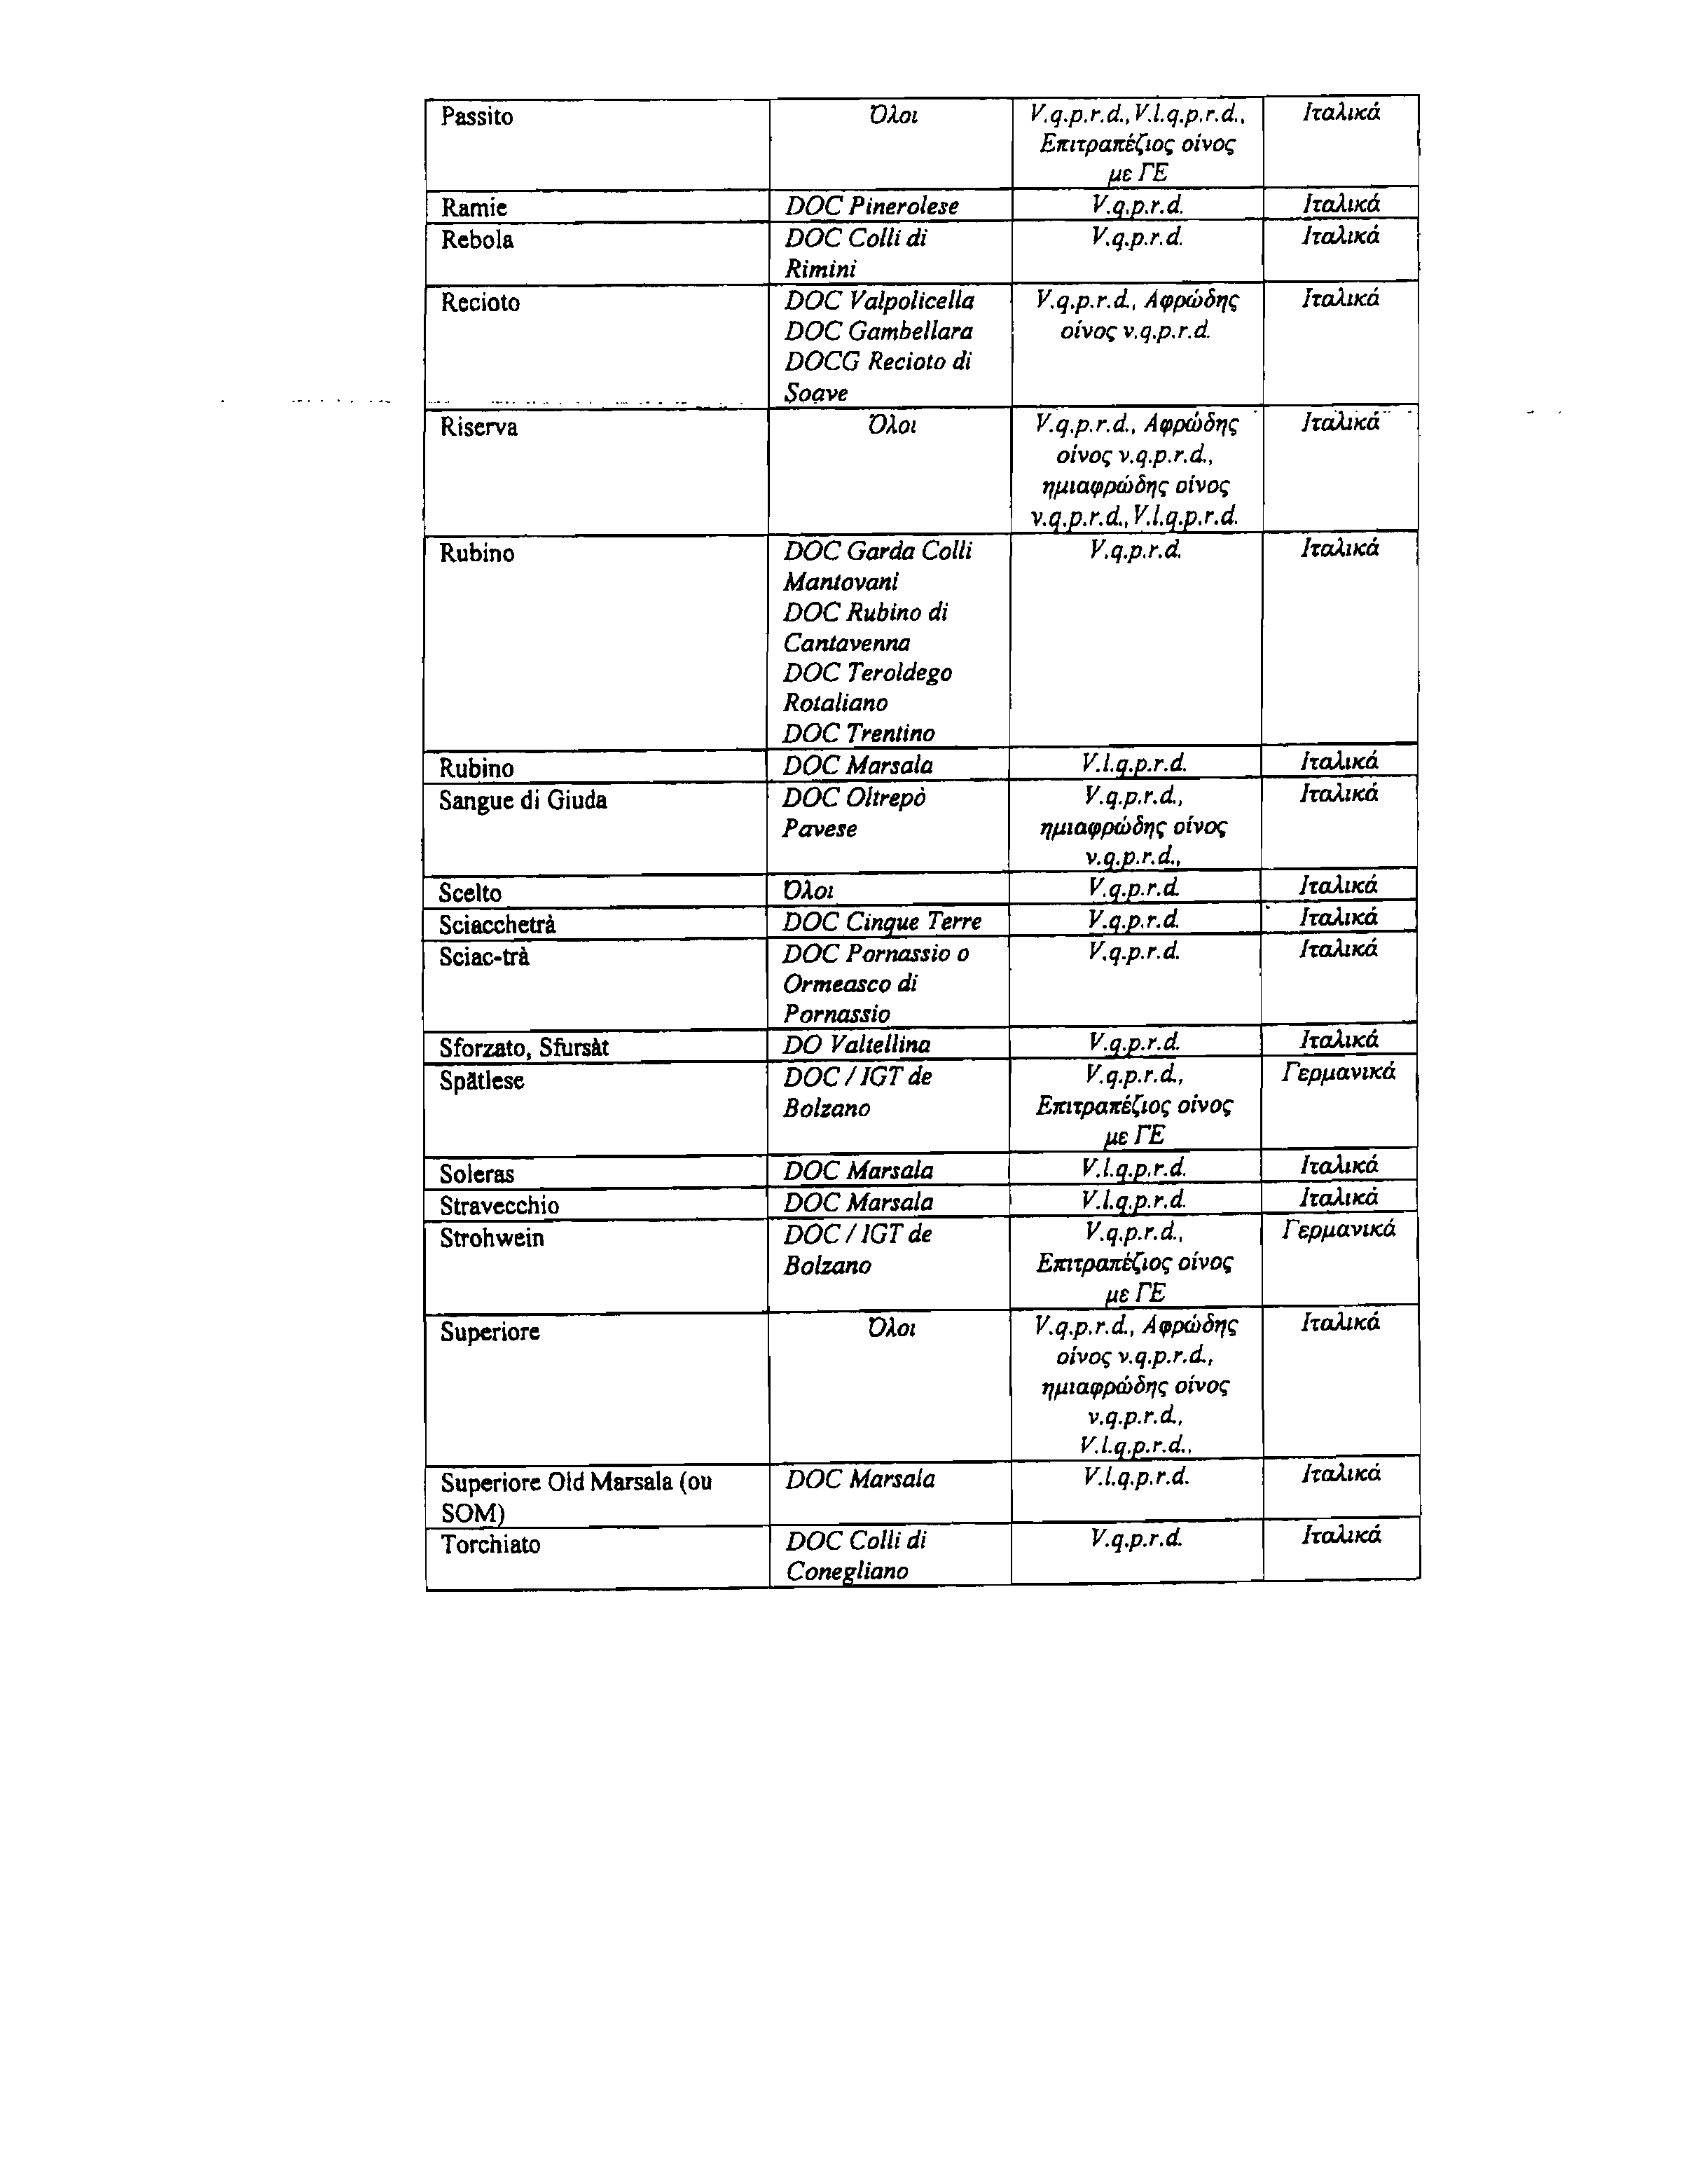 Passito Όλοι V.q.p.r.d., V.l.q.p.r.d., Ιταλικά
Επιτραπέζιος οίνος
με ΓΕ
Ramie DOC Pinerolese V.q.p.r.d. Ιταλικά
Rebola DOC Colli di V.q.p.r.d. Ιταλικά
Rimini
Recioto DOC Valpolicella V.q.p.r.d., Αφρώδης Ιταλικά
DOC Gambellara οίνος v.q.p.r.d.
DOCG Recioto di
Soave
Riserva Όλοι V.q.p.r.d., Αφρώδης Ιταλικά
οίνος v.q.p.r.d.,
ημιαφρώδης οίνος
v.q.p.r.d., V.l.q.p.r.d.
Rubino DOC Garda Colli V.q.p.r.d. Ιταλικά
Mantovani
DOC Rubino di
Cantavenna
DOC Teroldego
Rotaliano
DOC Trentino
Rubino DOC Marsala V.l.q.p.r.d. Ιταλικά
Sangue di Giuda DOC Oltrepò V.q.p.r.d., Ιταλικά
Pavese ημιαφρώδης οίνος
v.q.p.r.d.,
Scelto Όλοι V.q.p.r.d. Ιταλικά
Sciacchetrà DOC Cinque Terre V.q.p.r.d. Ιταλικά
Sciac-trà DOC Pornassio o V.q.p.r.d. Ιταλικά
Ormeasco di
Pornassio
Sforzato, Sfursàt DO Valtellina V.q.p.r.d. Ιταλικά
Spätlese DOC / IGT de V.q.p.r.d., Γερμανικά
Bolzano Επιτραπέζιος οίνος
με ΓΕ
Soleras DOC Marsala V.l.q.p.r.d. Ιταλικά
Stravecchio DOC Marsala V.l.q.p.r.d. Ιταλικά
Strohwein DOC / IGT de V.q.p.r.d., Γερμανικά
Bolzano Επιτραπέζιος οίνος
με ΓΕ
Superiore Όλοι V.q.p.r.d., Αφρώδης Ιταλικά
οίνος v.q.p.r.d.,
ημιαφρώδης οίνος
v.q.p.r.d.,
V.l.q.p.r.d.,
Superiore Old Marsala (ou DOC Marsala V.l.q.p.r.d. Ιταλικά
SOM)
Torchiato DOC Colli di V.q.p.r.d. Ιταλικά
Conegliano